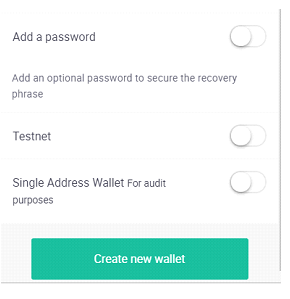 Add a password
Add an optional password to secure the recovery
phrase
Testnet
Single Address Wallet For audit
purposes
Create new wallet